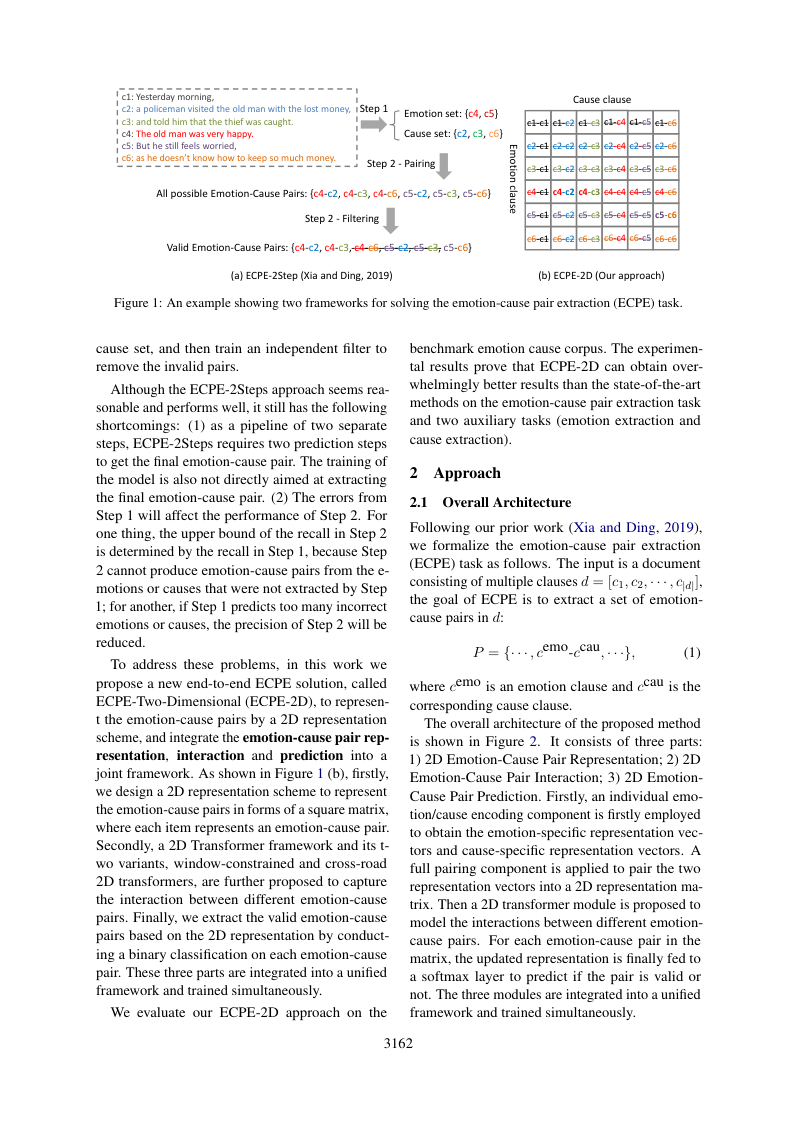 c1: Yesterday morning,
c2: a policeman visited the old man with the lost money,
c3: and told him that the thief was caught.
c4: The old man was very happy,
c5: But he still feels worried,
c6: as he doesn't know how to keep so much money.
Step 1
Emotion set: {c4, c5}
Cause set: {c2, c3, c6}
Step 2 - Pairing
All possible Emotion-Cause Pairs: {c4-c2, c4-c3, c4-c6, c5-c2, c5-c3, c5-c6}
Step 2 - Filtering
Valid Emotion-Cause Pairs: {c4-c2, c4-c3, c4-c6, c5-c2, c5-c3, c5-c6}
(a) ECPE-2Step (Xia and Ding, 2019)
Cause clause
Emotion clause
c1-c1 c1-c2 c1-c3 c1-c4 c1-c5 c1-c6
c2-c1 c2-c2 c2-c3 c2-c4 c2-c5 c2-c6
c3-c1 c3-c2 c3-c3 c3-c4 c3-c5 c3-c6
c4-c1 c4-c2 c4-c3 c4-c4 c4-c5 c4-c6
c5-c1 c5-c2 c5-c3 c5-c4 c5-c5 c5-c6
c6-c1 c6-c2 c6-c3 c6-c4 c6-c5 c6-c6
(b) ECPE-2D (Our approach)
Figure 1: An example showing two frameworks for solving the emotion-cause pair extraction (ECPE) task.
cause set, and then train an independent filter to
remove the invalid pairs.
Although the ECPE-2Steps approach seems rea-
sonable and performs well, it still has the following
shortcomings: (1) as a pipeline of two separate
steps, ECPE-2Steps requires two prediction steps
to get the final emotion-cause pair. The training of
the model is also not directly aimed at extracting
the final emotion-cause pair. (2) The errors from
Step 1 will affect the performance of Step 2. For
one thing, the upper bound of the recall in Step 2
is determined by the recall in Step 1, because Step
2 cannot produce emotion-cause pairs from the e-
motions or causes that were not extracted by Step
1; for another, if Step 1 predicts too many incorrect
emotions or causes, the precision of Step 2 will be
reduced.
To address these problems, in this work we
propose a new end-to-end ECPE solution, called
ECPE-Two-Dimensional (ECPE-2D), to represen-
t the emotion-cause pairs by a 2D representation
scheme, and integrate the emotion-cause pair rep-
resentation, interaction and prediction into a
joint framework. As shown in Figure 1 (b), firstly,
we design a 2D representation scheme to represent
the emotion-cause pairs in forms of a square matrix,
where each item represents an emotion-cause pair.
Secondly, a 2D Transformer framework and its t-
wo variants, window-constrained and cross-road
2D transformers, are further proposed to capture
the interaction between different emotion-cause
pairs. Finally, we extract the valid emotion-cause
pairs based on the 2D representation by conduct-
ing a binary classification on each emotion-cause
pair. These three parts are integrated into a unified
framework and trained simultaneously.
We evaluate our ECPE-2D approach on the
benchmark emotion cause corpus. The experimen-
tal results prove that ECPE-2D can obtain over-
whelmingly better results than the state-of-the-art
methods on the emotion-cause pair extraction task
and two auxiliary tasks (emotion extraction and
cause extraction).
2 Approach
2.1 Overall Architecture
Following our prior work (Xia and Ding, 2019),
we formalize the emotion-cause pair extraction
(ECPE) task as follows. The input is a document
consisting of multiple clauses d = [c1, c2, · · · , c|d|],
the goal of ECPE is to extract a set of emotion-
cause pairs in d:
P = {· · · , c^emo-c^cau, · · ·}, (1)
where c^emo is an emotion clause and c^cau is the
corresponding cause clause.
The overall architecture of the proposed method
is shown in Figure 2. It consists of three parts:
1) 2D Emotion-Cause Pair Representation; 2) 2D
Emotion-Cause Pair Interaction; 3) 2D Emotion-
Cause Pair Prediction. Firstly, an individual emo-
tion/cause encoding component is firstly employed
to obtain the emotion-specific representation vec-
tors and cause-specific representation vectors. A
full pairing component is applied to pair the two
representation vectors into a 2D representation ma-
trix. Then a 2D transformer module is proposed to
model the interactions between different emotion-
cause pairs. For each emotion-cause pair in the
matrix, the updated representation is finally fed to
a softmax layer to predict if the pair is valid or
not. The three modules are integrated into a unified
framework and trained simultaneously.
3162